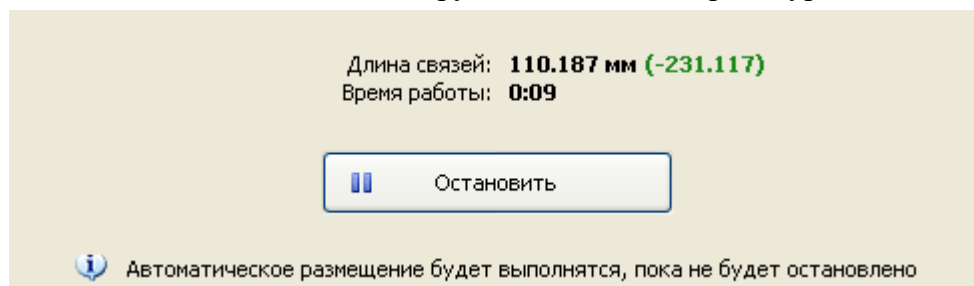 Длина связей: 110.187 мм (-231.117)
Время работы: 0:09
Остановить
Автоматическое размещение будет выполнятся, пока не будет остановлено